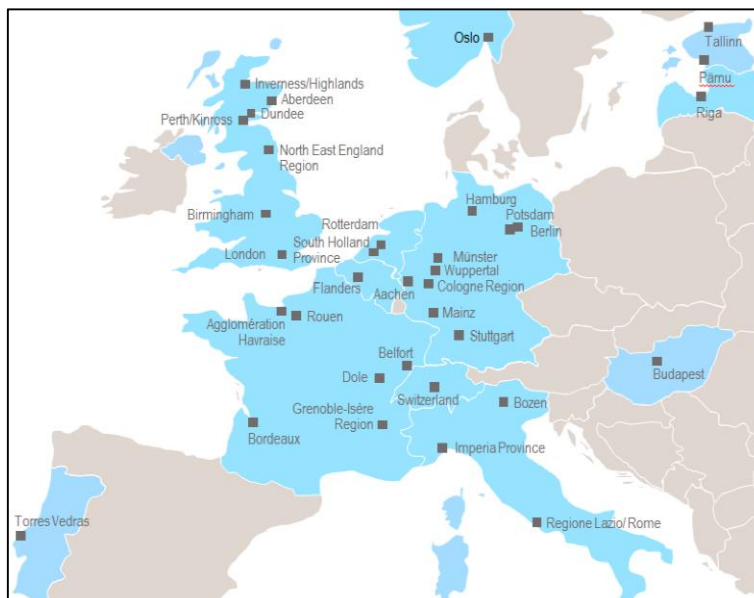 Oslo
Tallinn
Pärnu
Riga
Inverness/Highlands
Aberdeen
Dundee
Perth/Kinross
North East England
Region
Birmingham
Rotterdam
London
South Holland
Province
Flanders
Hamburg
Potsdam
Berlin
Münster
Wuppertal
Aachen
Cologne Region
Mainz
Stuttgart
Agglomération
Havraise
Rouen
Belfort
Dole
Switzerland
Budapest
Grenoble-Isére
Region
Bordeaux
Bozen
Imperia Province
Torres Vedras
Regione Lazio/Rome